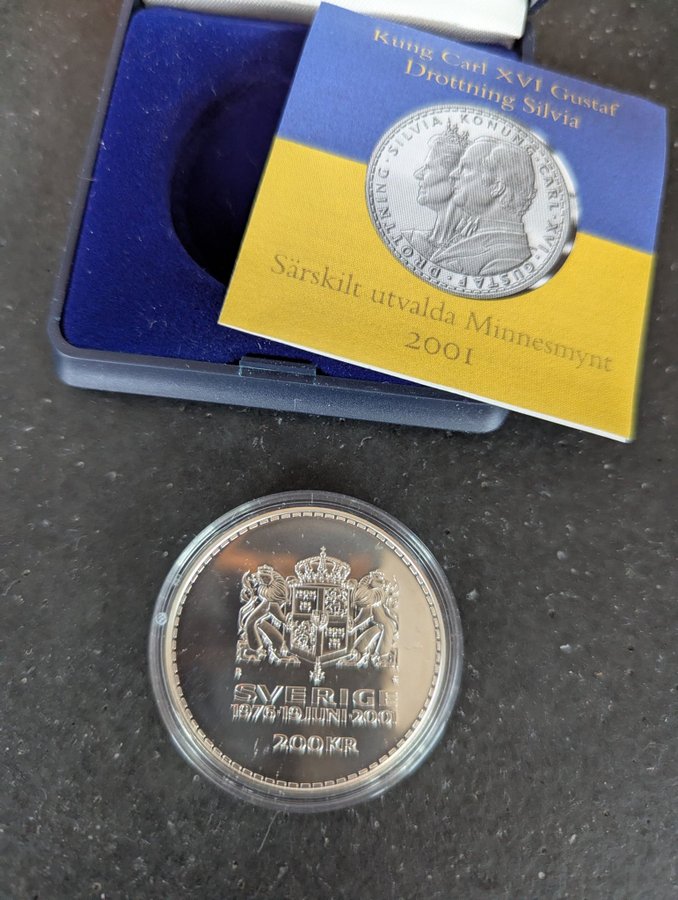 Kung Carl XVI Gustaf
Drottning Silvia
DROTTNING · SILVIA · KONUNG · CARL · XVI · GUSTAF ·
Särskilt utvalda Minnesmynt
2001
SVERIGE
1976·19 JUNI·2001
200 KR